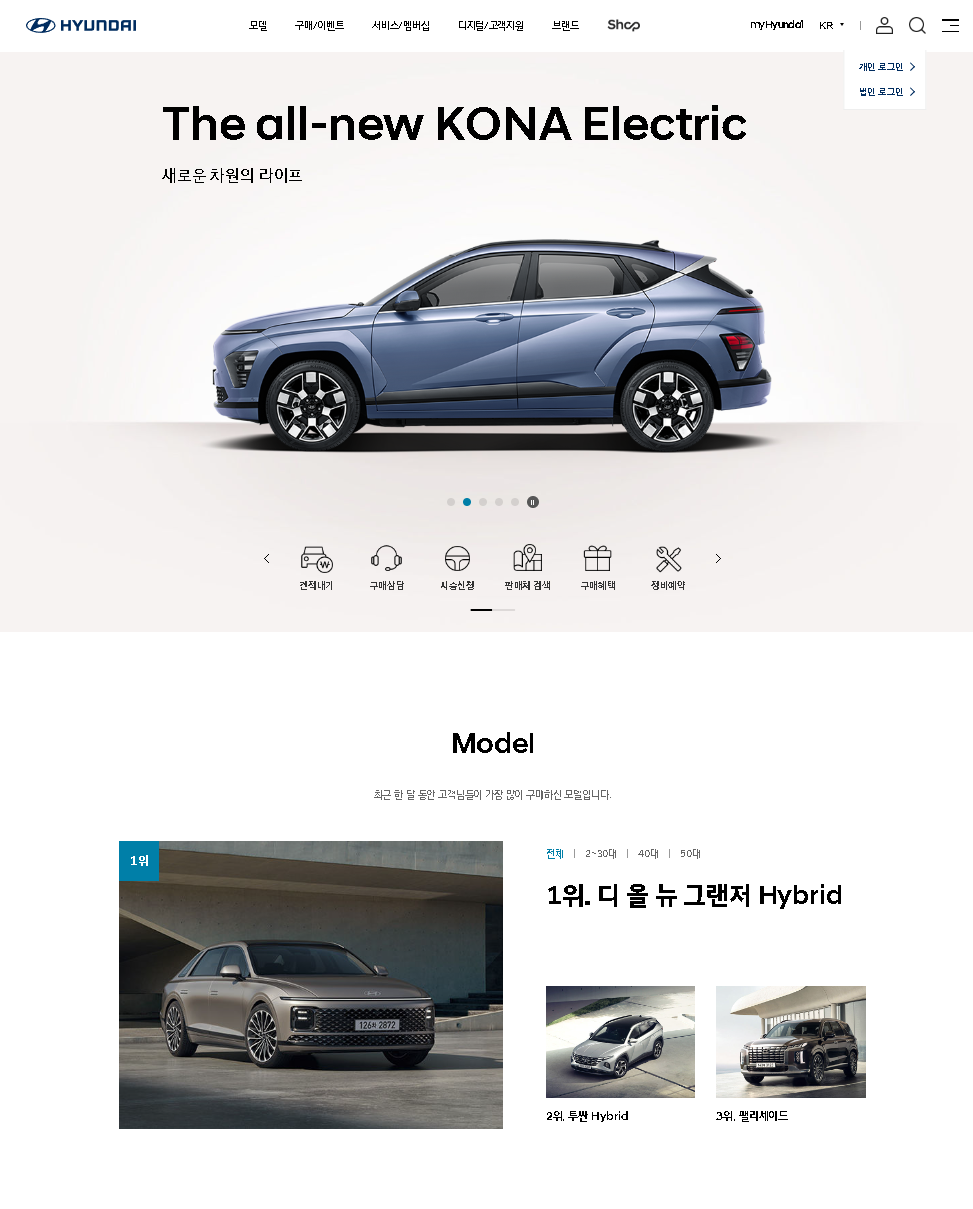 HYUNDAI
모델 구매/이벤트 서비스/멤버십 디지털/고객지원 브랜드 Shop
myHyundai KR
개인 로그인
법인 로그인
The all-new KONA Electric
새로운 차원의 라이프
견적내기 구매상담 시승신청 판매처 검색 구매혜택 정비예약
Model
최근 한 달 동안 고객님들이 가장 많이 구매하신 모델입니다.
1위
전체 2~30대 40대 50대
1위. 디 올 뉴 그랜저 Hybrid
126차 2872
2위. 투싼 Hybrid
3위. 팰리세이드